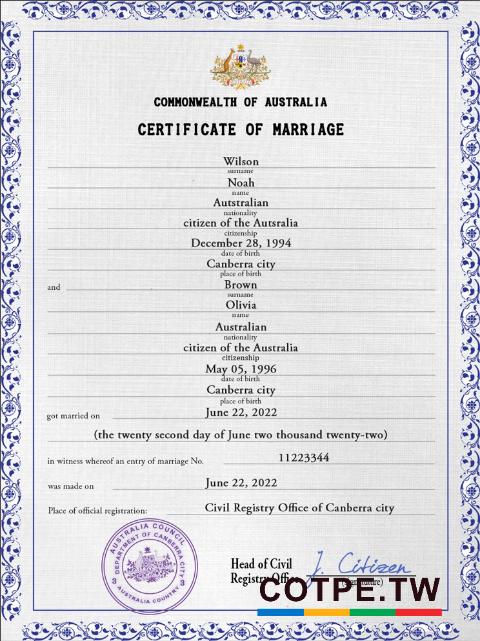 COMMONWEALTH OF AUSTRALIA
CERTIFICATE OF MARRIAGE
Wilson
surname
Noah
name
Autstralian
nationality
citizen of the Autsralia
citizenship
December 28, 1994
date of birth
Canberra city
place of birth
and Brown
surname
Olivia
name
Australian
nationality
citizen of the Australia
citizenship
May 05, 1996
date of birth
Canberra city
place of birth
got married on June 22, 2022
(the twenty second day of June two thousand twenty-two)
in witness whereof an entry of marriage No. 11223344
was made on June 22, 2022
Place of official registration: Civil Registry Office of Canberra city
AUSTRALIA COUNCIL
DEPARTMENT OF CANBERRA CITY
AUSTRALIA COUNTRY
Head of Civil J. Citizen
Registry Office
COTPE.TW